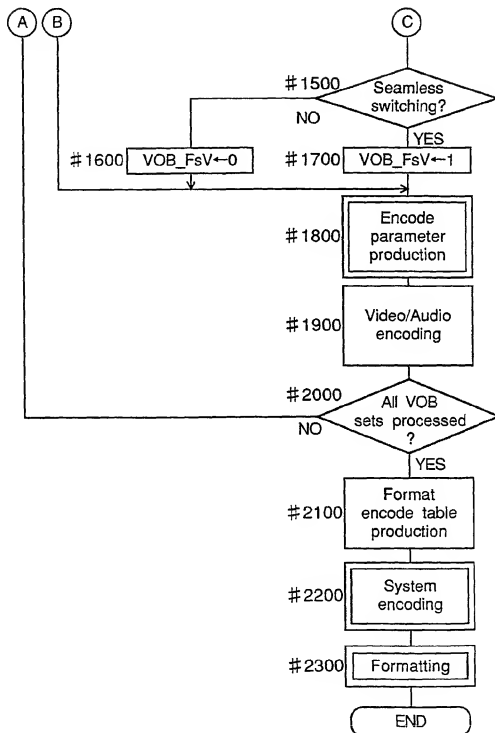 A B C
#1500 Seamless
switching?
NO YES
#1600 VOB_FsV←0 #1700 VOB_FsV←1
#1800 Encode
parameter
production
#1900 Video/Audio
encoding
#2000 All VOB
sets processed
?
NO
YES
#2100 Format
encode table
production
#2200 System
encoding
#2300 Formatting
END